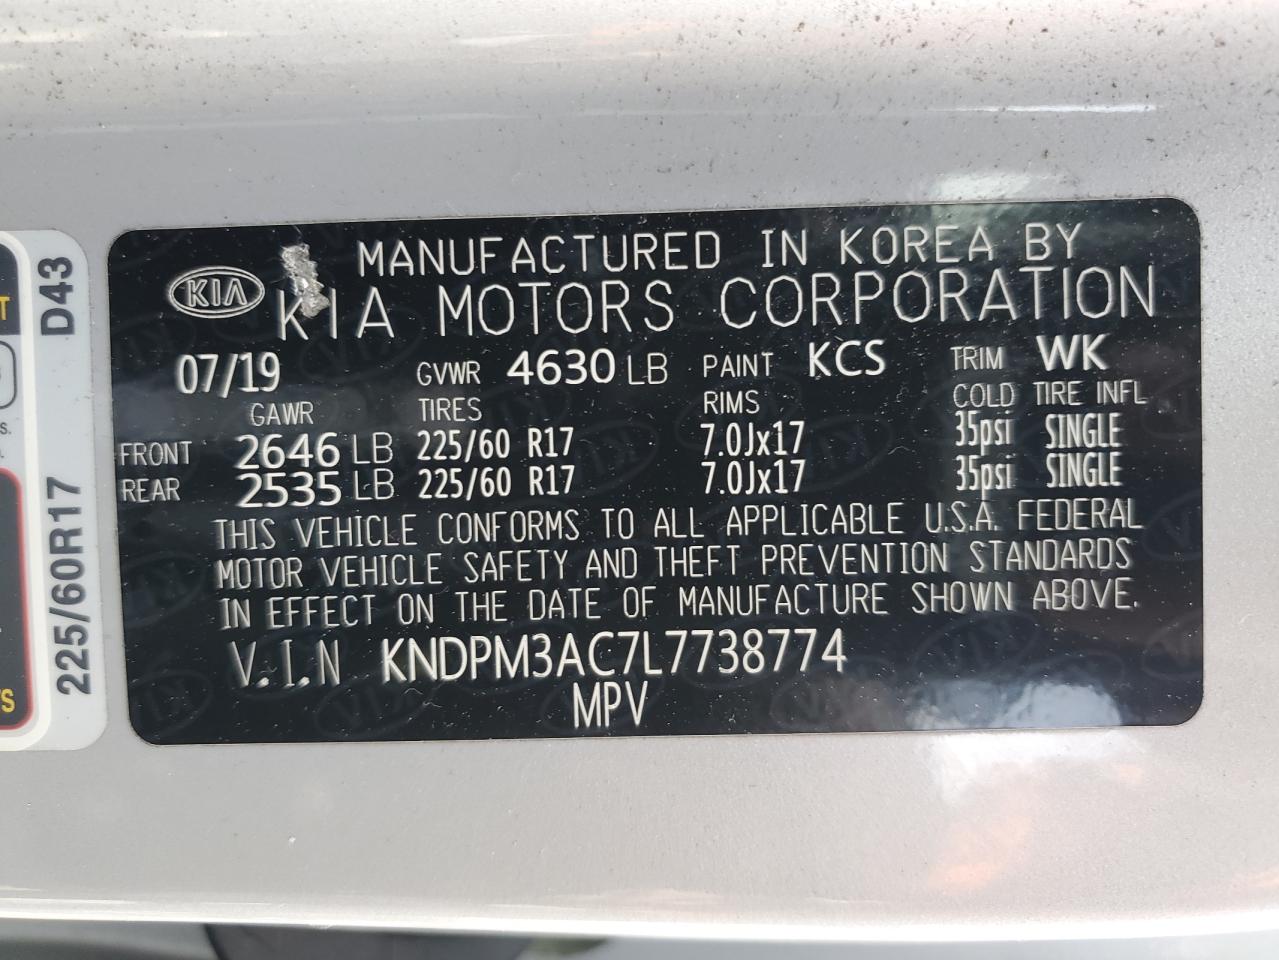 MANUFACTURED IN KOREA BY
KIA KIA MOTORS CORPORATION
07/19 GVWR 4630 LB PAINT KCS TRIM WK
GAWR TIRES RIMS COLD TIRE INFL
FRONT 2646 LB 225/60 R17 7.0Jx17 35psi SINGLE
REAR 2535 LB 225/60 R17 7.0Jx17 35psi SINGLE
THIS VEHICLE CONFORMS TO ALL APPLICABLE U.S.A. FEDERAL
MOTOR VEHICLE SAFETY AND THEFT PREVENTION STANDARDS
IN EFFECT ON THE DATE OF MANUFACTURE SHOWN ABOVE.
V.I.N KNDPM3AC7L7738774
MPV
225/60R17 D43